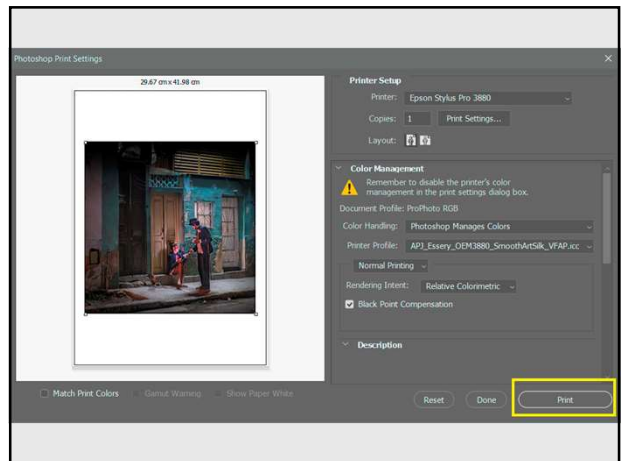 Photoshop Print Settings
29.67 cm x 41.98 cm
Printer Setup
Printer: Epson Stylus Pro 3880
Copies: 1 Print Settings...
Layout:
Color Management
Remember to disable the printer's color
management in the print settings dialog box.
Document Profile: ProPhoto RGB
Color Handling: Photoshop Manages Colors
Printer Profile: APJ_Essery_OEM3880_SmoothArtSilk_VFAP.icc
Normal Printing
Rendering Intent: Relative Colorimetric
Black Point Compensation
Description
Match Print Colors Gamut Warning Show Paper White
Reset Done Print